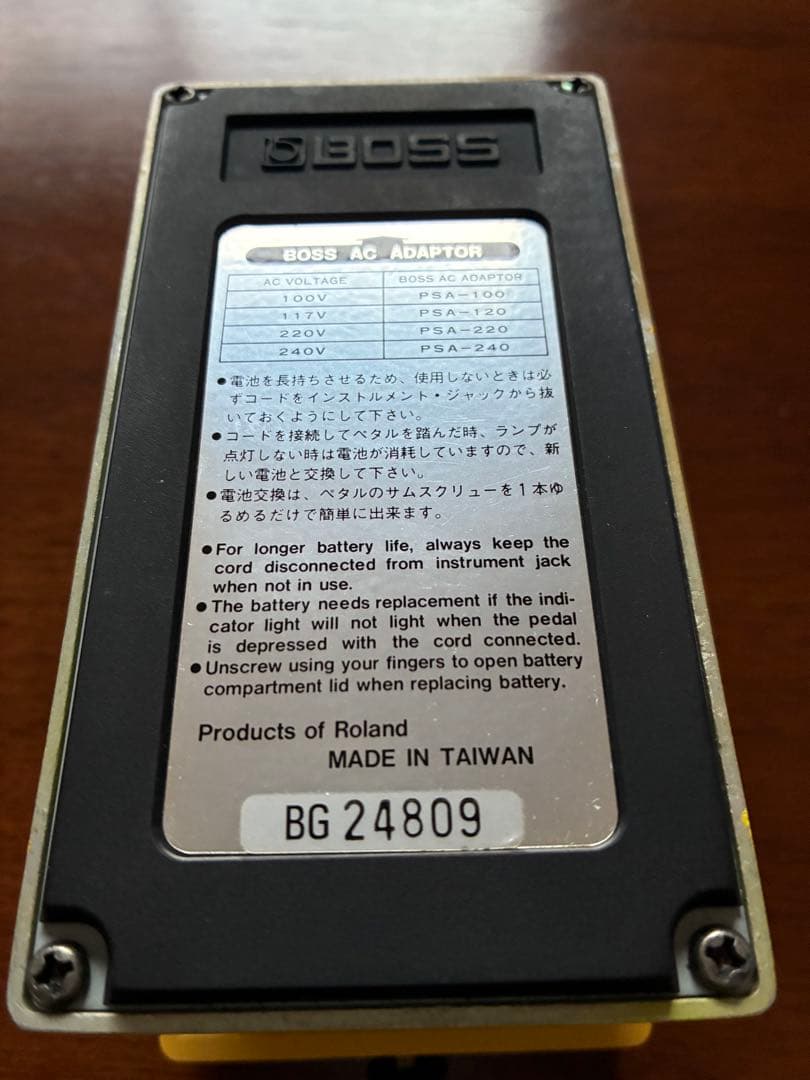 BOSS
BOSS AC ADAPTOR
AC VOLTAGE BOSS AC ADAPTOR
100V PSA-100
117V PSA-120
220V PSA-220
240V PSA-240
●電池を長持ちさせるため、使用しないときは必
ずコードをインストルメント・ジャックから抜
いておくようにして下さい。
●コードを接続してペタルを踏んだ時、ランプが
点灯しない時は電池が消耗していますので、新
しい電池と交換して下さい。
●電池交換は、ペタルのサムスクリューを1本ゆ
るめるだけで簡単に出来ます。
●For longer battery life, always keep the
cord disconnected from instrument jack
when not in use.
●The battery needs replacement if the indi-
cator light will not light when the pedal
is depressed with the cord connected.
●Unscrew using your fingers to open battery
compartment lid when replacing battery.
Products of Roland
MADE IN TAIWAN
BG 24809